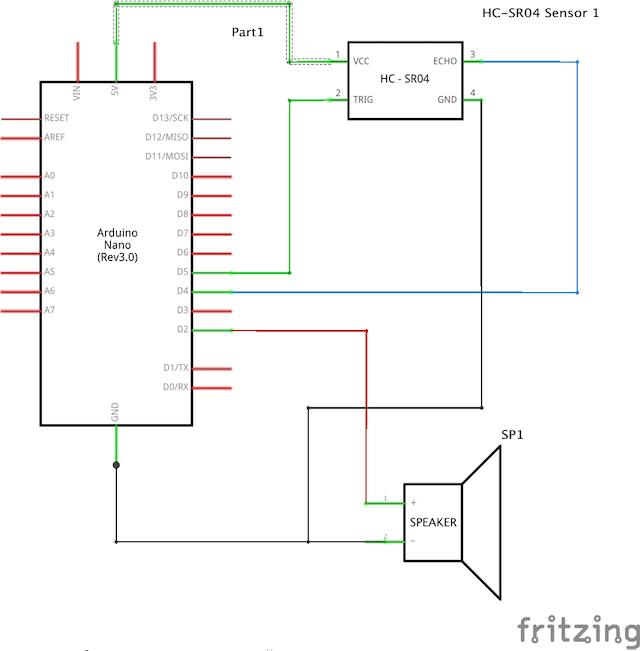 HC-SR04 Sensor 1
Part1
1
VCC
ECHO
3
HC - SR04
2
TRIG
GND
4
VIN
5V
3V3
RESET
D13/SCK
AREF
D12/MISO
D11/MOSI
A0
D10
A1
D9
A2
D8
A3
D7
Arduino
Nano
(Rev3.0)
A4
D6
A5
D5
A6
D4
A7
D3
D2
D1/TX
D0/RX
GND
SP1
1
+
SPEAKER
2
-
fritzing